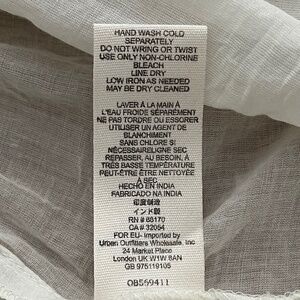 HAND WASH COLD
SEPARATELY
DO NOT WRING OR TWIST
USE ONLY NON-CHLORINE
BLEACH
LINE DRY
LOW IRON AS NEEDED
MAY BE DRY CLEANED
LAVER À LA MAIN À
L'EAU FROIDE SÉPARÉMENT
NE PAS TORDRE OU ESSORER
UTILISER UN AGENT DE
BLANCHIMENT
SANS CHLORE SI
NÉCESSAIRELIGNE SEC
REPASSER, AU BESOIN, À
TRÈS BASSE TEMPÉRATURE
PEUT-ÊTRE ÊTRE NETTOYÉE
À SEC
HECHO EN INDIA
FABRICADO NA INDIA
印度制造
インド製
RN # 66170
CA # 32054
FOR EU- Imported by
Urban Outfitters Wholesale, Inc
24 Market Place
London UK W1W 8AN
GB 975119105
OB569411